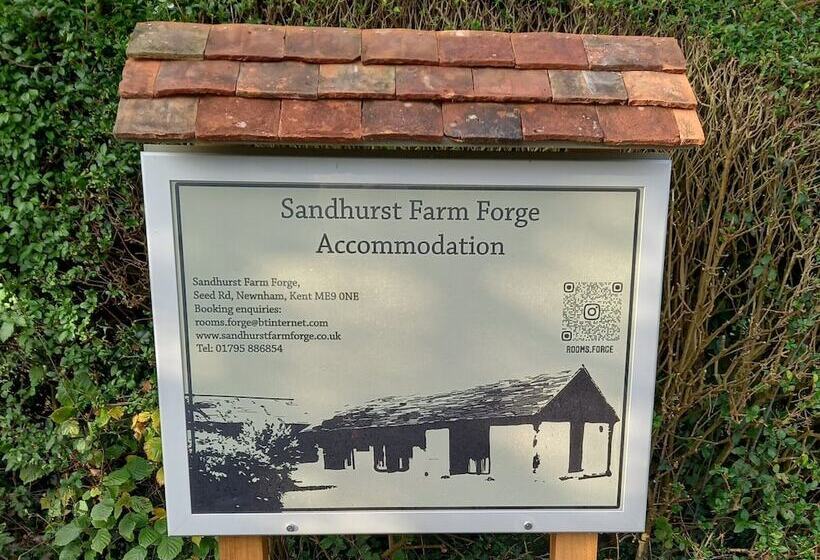 Sandhurst Farm Forge
Accommodation
Sandhurst Farm Forge,
Seed Rd, Newnham, Kent ME9 0NE
Booking enquiries:
rooms.forge@btinternet.com
www.sandhurstfarmforge.co.uk
Tel: 01795 886854
ROOMS.FORGE